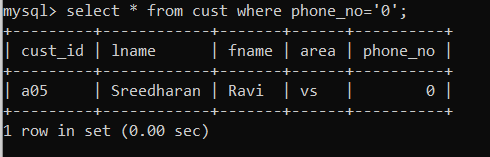 mysql> select * from cust where phone_no='0';
+---------+------------+-------+------+----------+
| cust_id | lname      | fname | area | phone_no |
+---------+------------+-------+------+----------+
| a05     | Sreedharan | Ravi  | vs   |        0 |
+---------+------------+-------+------+----------+
1 row in set (0.00 sec)